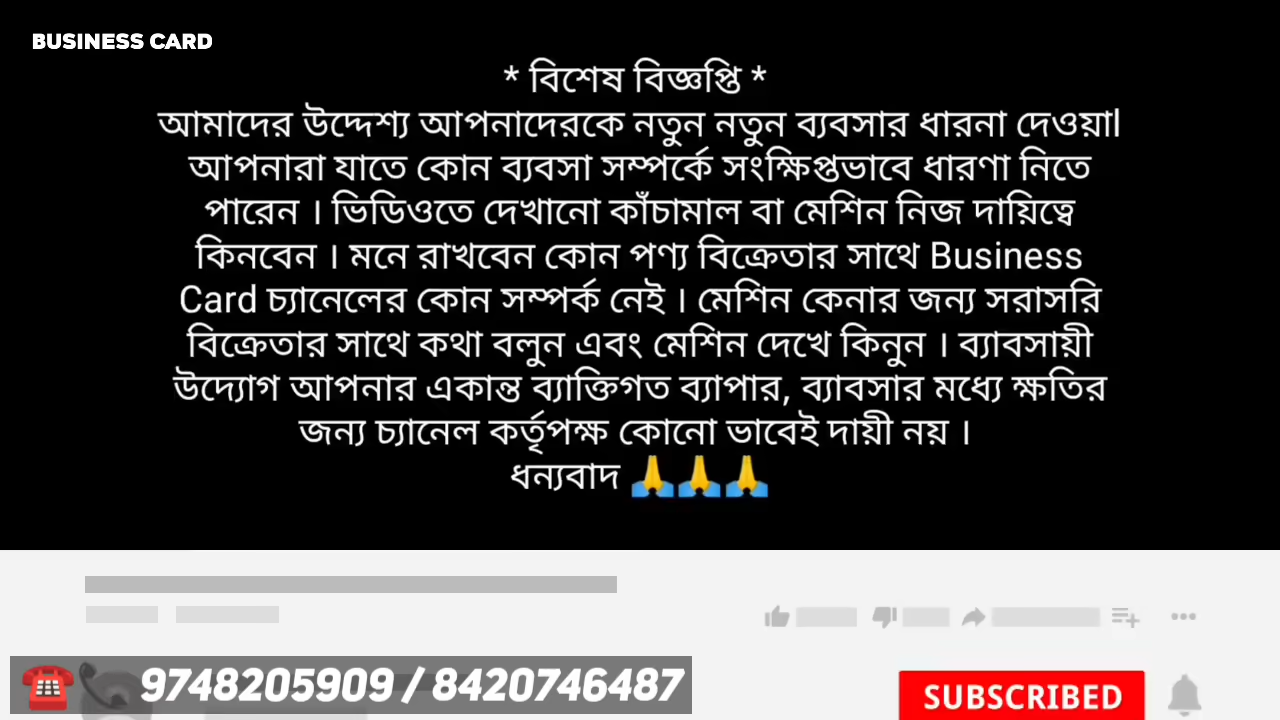 BUSINESS CARD
* বিশেষ বিজ্ঞপ্তি *
আমাদের উদ্দেশ্য আপনাদেরকে নতুন নতুন ব্যবসার ধারনা দেওয়া।
আপনারা যাতে কোন ব্যবসা সম্পর্কে সংক্ষিপ্তভাবে ধারণা নিতে
পারেন । ভিডিওতে দেখানো কাঁচামাল বা মেশিন নিজ দায়িত্বে
কিনবেন । মনে রাখবেন কোন পণ্য বিক্রেতার সাথে Business
Card চ্যানেলের কোন সম্পর্ক নেই । মেশিন কেনার জন্য সরাসরি
বিক্রেতার সাথে কথা বলুন এবং মেশিন দেখে কিনুন । ব্যাবসায়ী
উদ্যোগ আপনার একান্ত ব্যাক্তিগত ব্যাপার, ব্যাবসার মধ্যে ক্ষতির
জন্য চ্যানেল কর্তৃপক্ষ কোনো ভাবেই দায়ী নয় ।
ধন্যবাদ 🙏🙏🙏
9748205909 / 8420746487
SUBSCRIBED